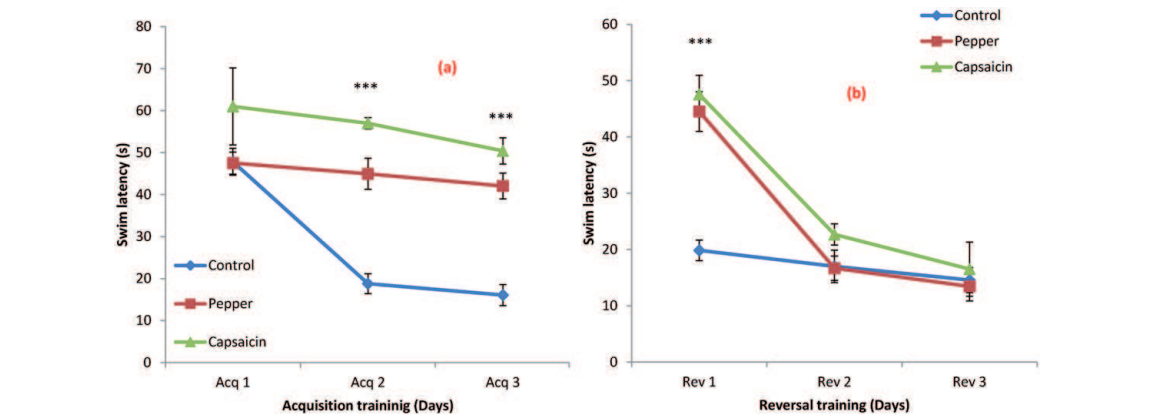 80
70
60
50
40
30
20
10
0
Swim latency (s)
(a)
***
***
Control
Pepper
Capsaicin
Acq 1 Acq 2 Acq 3
Acquisition traininig (Days)
60
50
40
30
20
10
0
Swim latency (s)
***
(b)
Control
Pepper
Capsaicin
Rev 1 Rev 2 Rev 3
Reversal training (Days)